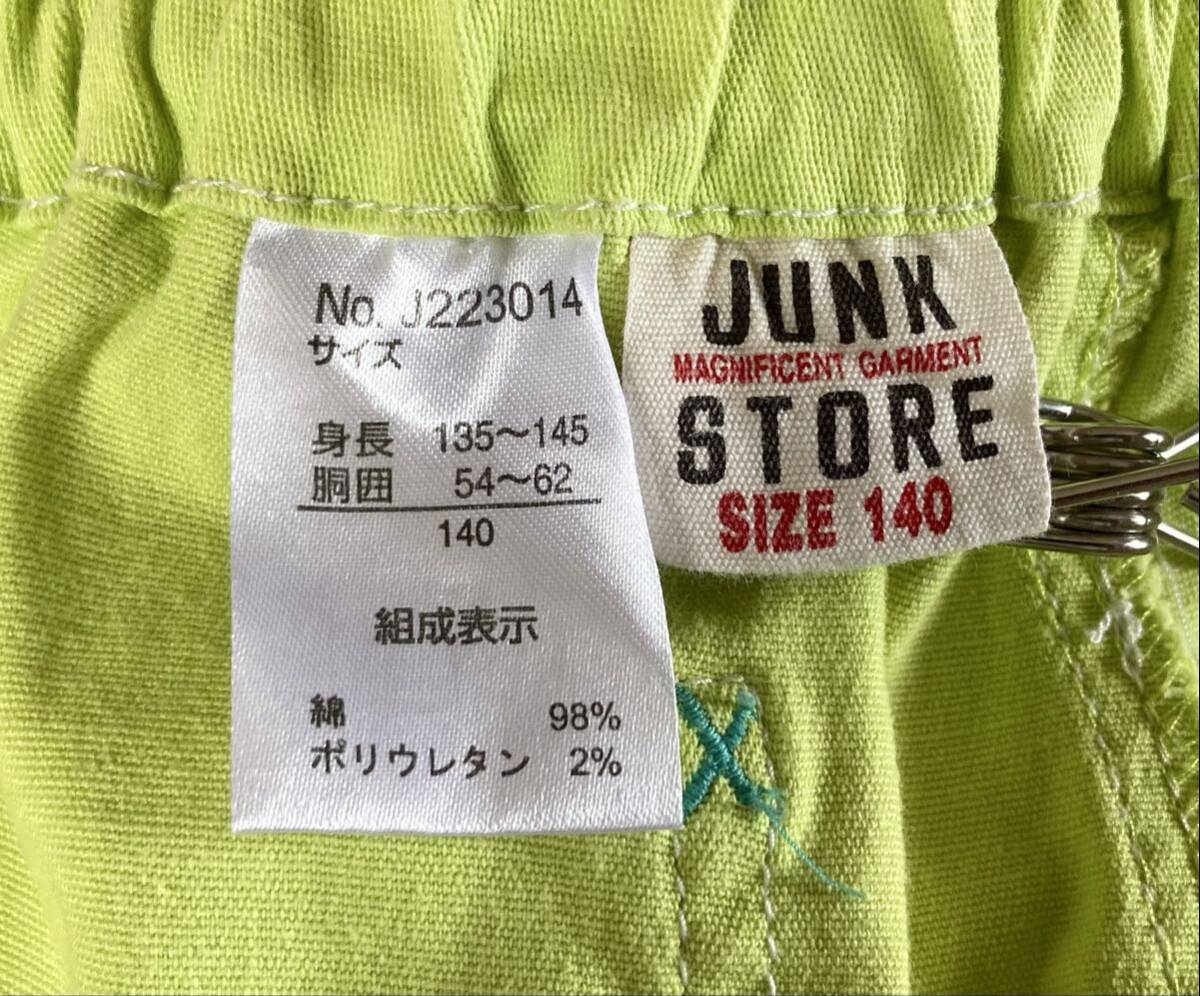 No. J223014
サイズ
身長 135〜145
胴囲 54〜62
140
組成表示
綿 98%
ポリウレタン 2%
JUNK
MAGNIFICENT GARMENT
STORE
SIZE 140